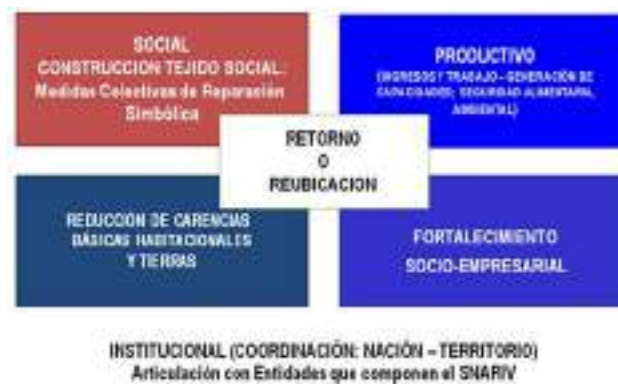 SOCIAL
CONSTRUCCION TEJIDO SOCIAL:
Medidas Colectivas de Reparación
Simbólica
PRODUCTIVO
(INGRESOS Y TRABAJO – GENERACIÓN DE
CAPACIDADES; SEGURIDAD ALIMENTARIA,
AMBIENTAL)
RETORNO
O
REUBICACION
REDUCCIÓN DE CARENCIAS
BÁSICAS HABITACIONALES
Y TIERRAS
FORTALECIMIENTO
SOCIO-EMPRESARIAL
INSTITUCIONAL (COORDINACIÓN: NACIÓN – TERRITORIO)
Articulación con Entidades que componen el SNARIV